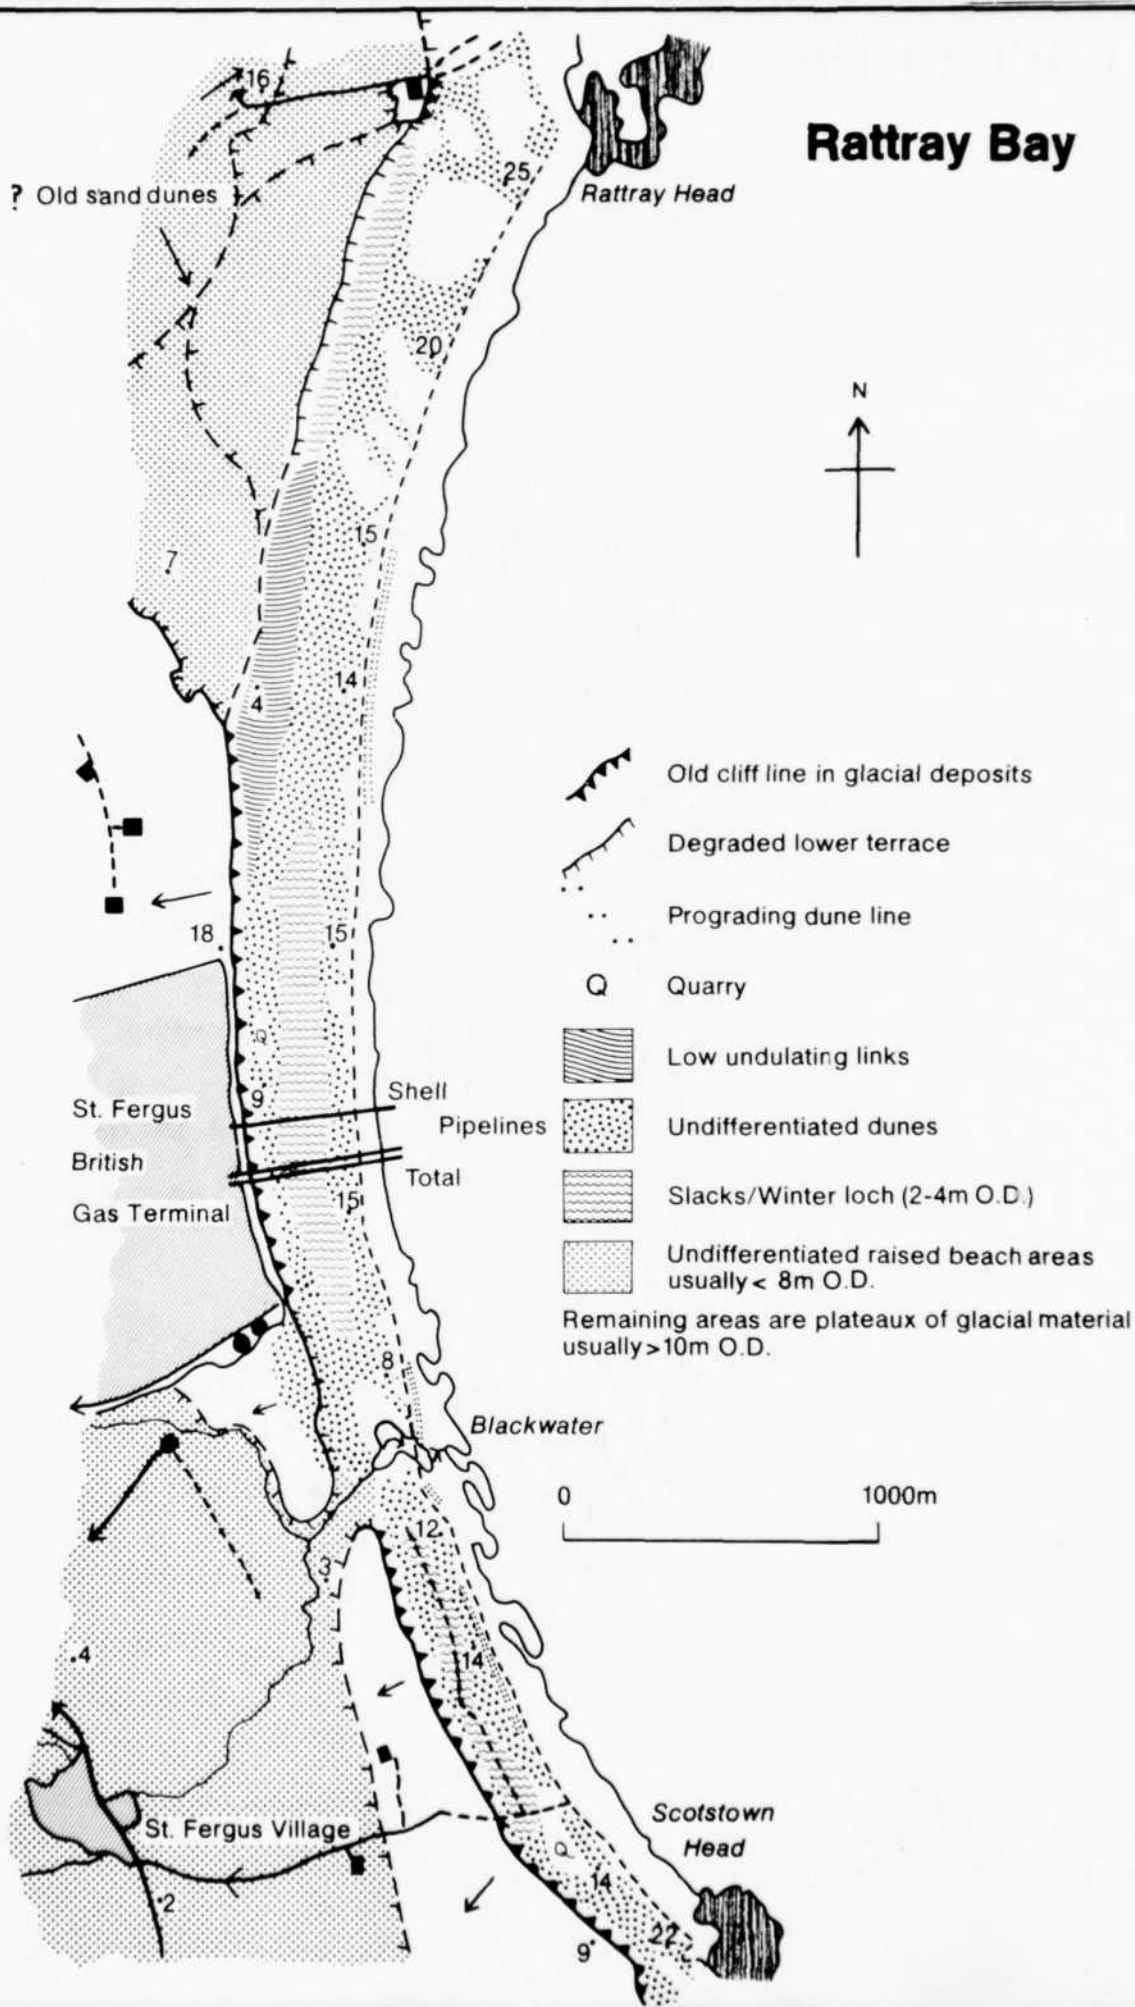 Rattray Bay
16
? Old sand dunes
25
Rattray Head
20
N
15
7
14
4
Old cliff line in glacial deposits
Degraded lower terrace
Prograding dune line
18
15
Q
Quarry
Q
Low undulating links
9
Shell
St. Fergus
Pipelines
Undifferentiated dunes
British
Total
Gas Terminal
15
Slacks/Winter loch (2-4m O.D.)
Undifferentiated raised beach areas
usually < 8m O.D.
Remaining areas are plateaux of glacial material
usually >10m O.D.
8
Blackwater
0 1000m
12
3
.4
14
Scotstown
Head
St. Fergus Village
Q
14
2
22
9